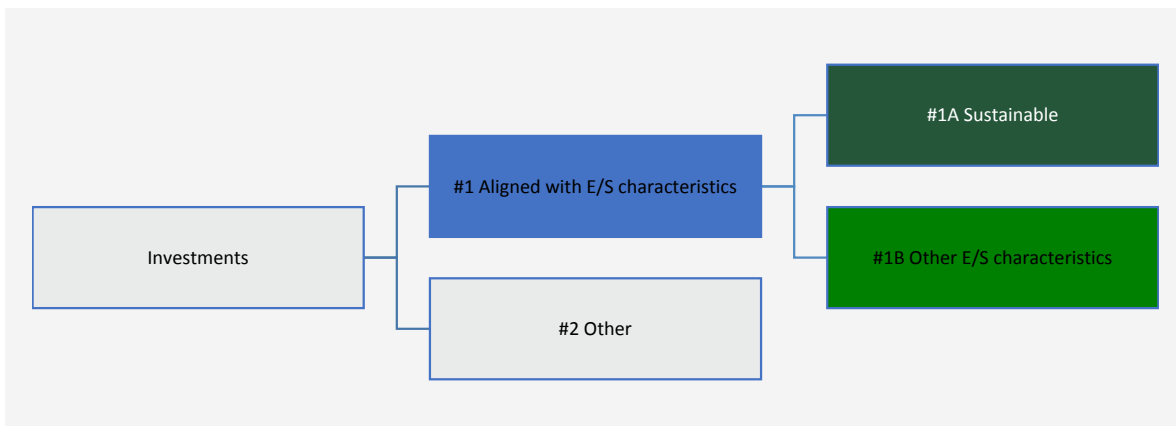 #1A Sustainable
#1 Aligned with E/S characteristics
Investments
#1B Other E/S characteristics
#2 Other